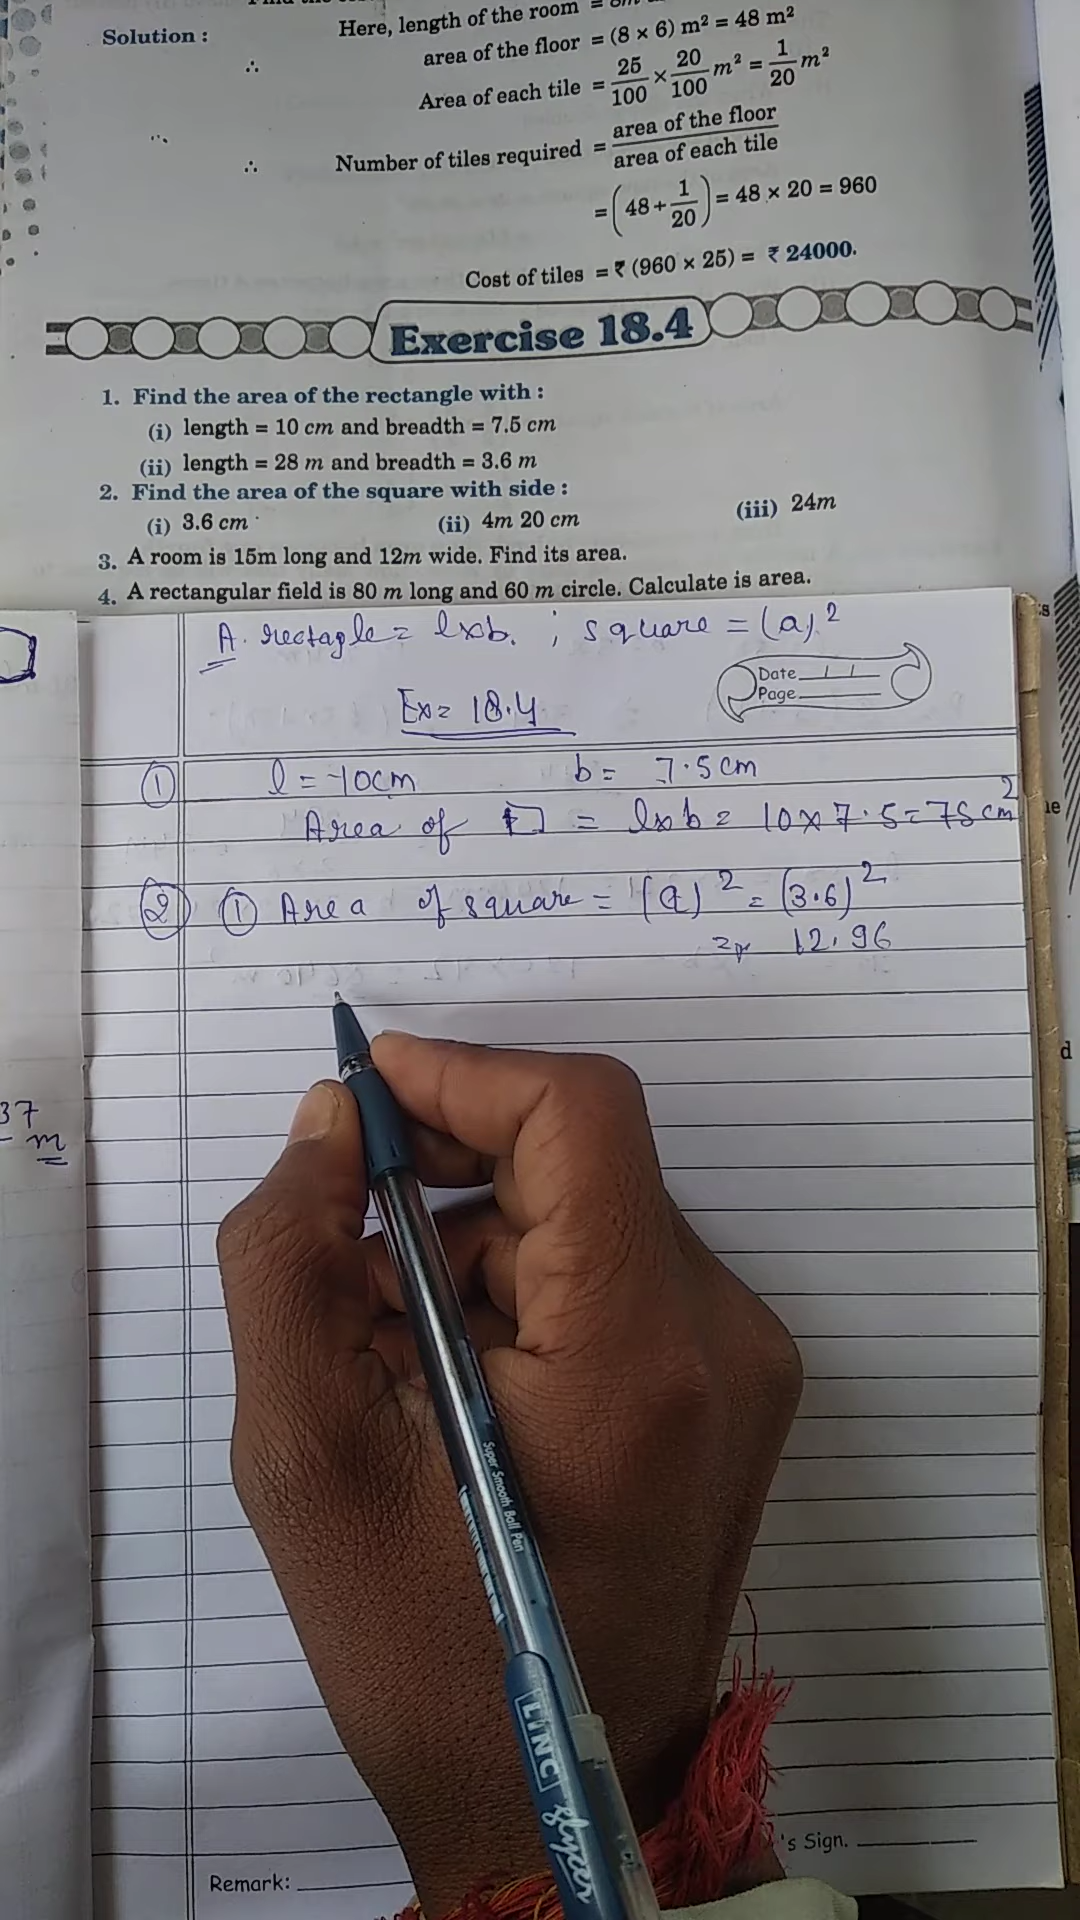 Solution :
Here, length of the room =
∴ area of the floor = (8 × 6) m² = 48 m²
Area of each tile = 25/100 × 20/100 m² = 1/20 m²
∴ Number of tiles required = area of the floor / area of each tile
= (48 + 1/20) = 48 × 20 = 960
Cost of tiles = ₹ (960 × 25) = ₹ 24000.
Exercise 18.4
1. Find the area of the rectangle with :
(i) length = 10 cm and breadth = 7.5 cm
(ii) length = 28 m and breadth = 3.6 m
2. Find the area of the square with side :
(i) 3.6 cm (ii) 4m 20 cm (iii) 24m
3. A room is 15m long and 12m wide. Find its area.
4. A rectangular field is 80 m long and 60 m circle. Calculate is area.
A. rectagle = l×b. ; square = (a)²
Date
Page
Ex= 18.4
① l = 10cm b = 7.5cm
Area of = l×b = 10×7.5=75cm²
② ① Area of square = (a)² = (3.6)²
= 12.96
37
m
Super Smooth Ball Pen
LINC glycer
's Sign.
Remark: